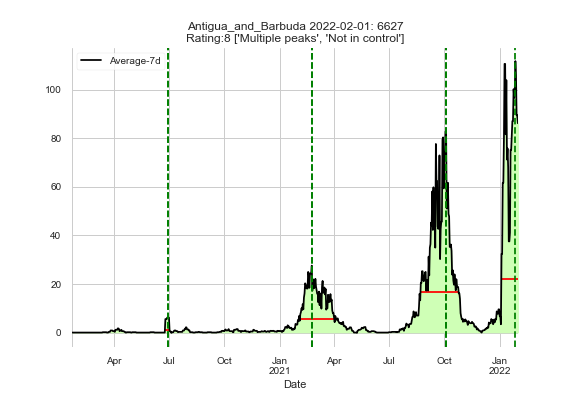 Antigua_and_Barbuda 2022-02-01: 6627
Rating:8 ['Multiple peaks', 'Not in control']
Average-7d
100
80
60
40
20
0
Apr
Jul
Oct
Jan
2021
Apr
Jul
Oct
Jan
2022
Date